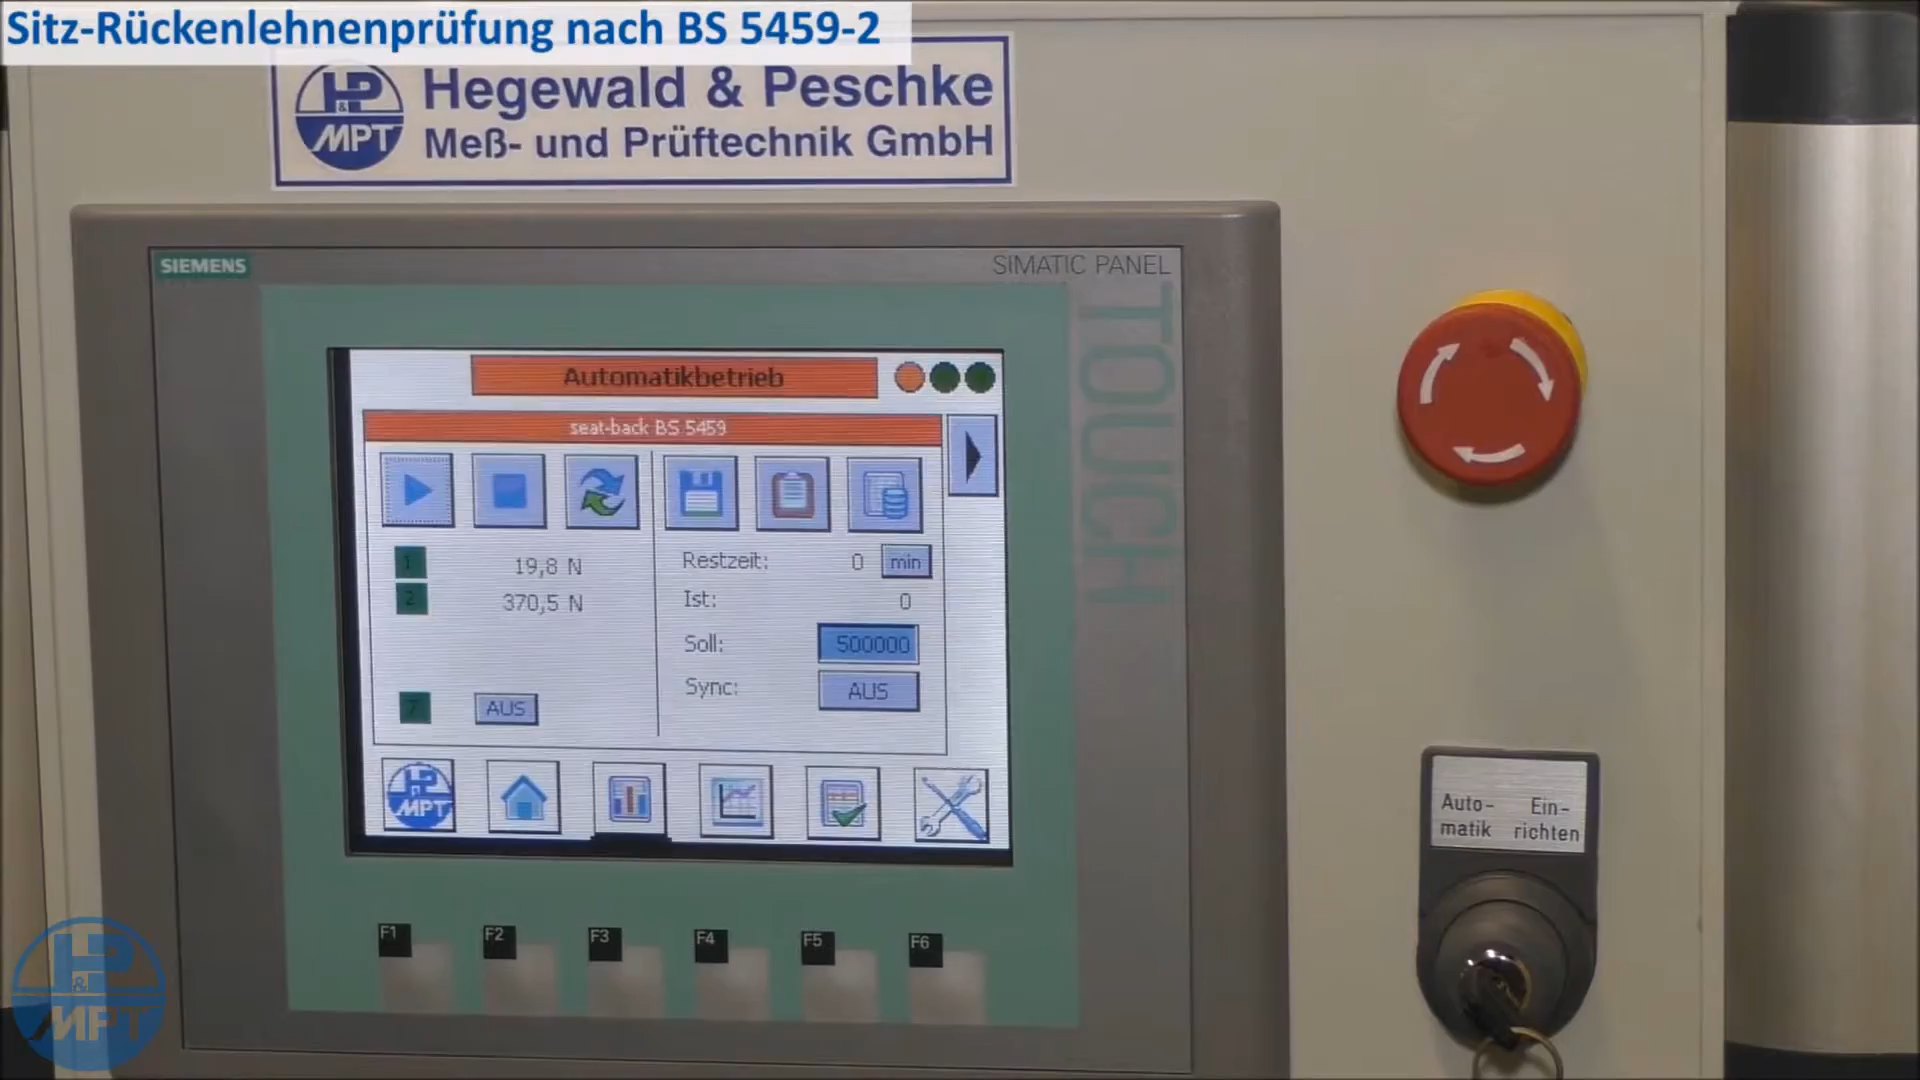 Sitz-Rückenlehnenprüfung nach BS 5459-2
H&P
MPT
Hegewald & Peschke
Meß- und Prüftechnik GmbH
SIEMENS
SIMATIC PANEL
TOUCH
Automatikbetrieb
seat-back BS 5459
1 19,8 N
2 370,5 N
7 AUS
Restzeit: 0 min
Ist: 0
Soll: 500000
Sync: AUS
H&P
MPT
F1 F2 F3 F4 F5 F6
Auto-
matik
Ein-
richten
H&P
MPT